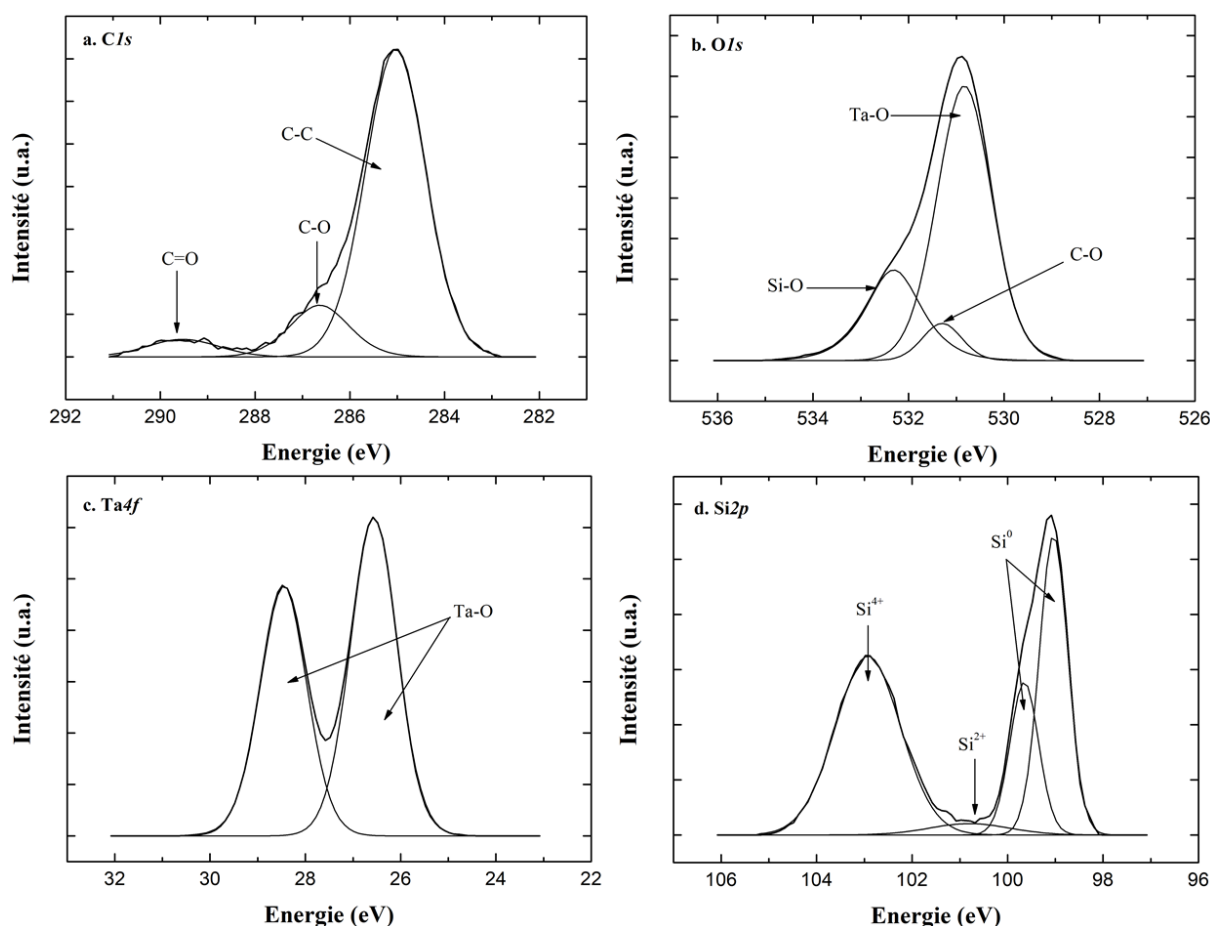 a. C1s
C=O
C-O
C-C
Intensité (u.a.)
292 290 288 286 284 282 281
Energie (eV)
b. O1s
Ta-O
Si-O
C-O
Intensité (u.a.)
536 534 532 530 528 526
Energie (eV)
c. Ta4f
Ta-O
Intensité (u.a.)
30 28 26 24 22
Energie (eV)
d. Si2p
Si⁴⁺
Si²⁺
Si⁰
Intensité (u.a.)
106 104 102 100 98 96
Energie (eV)